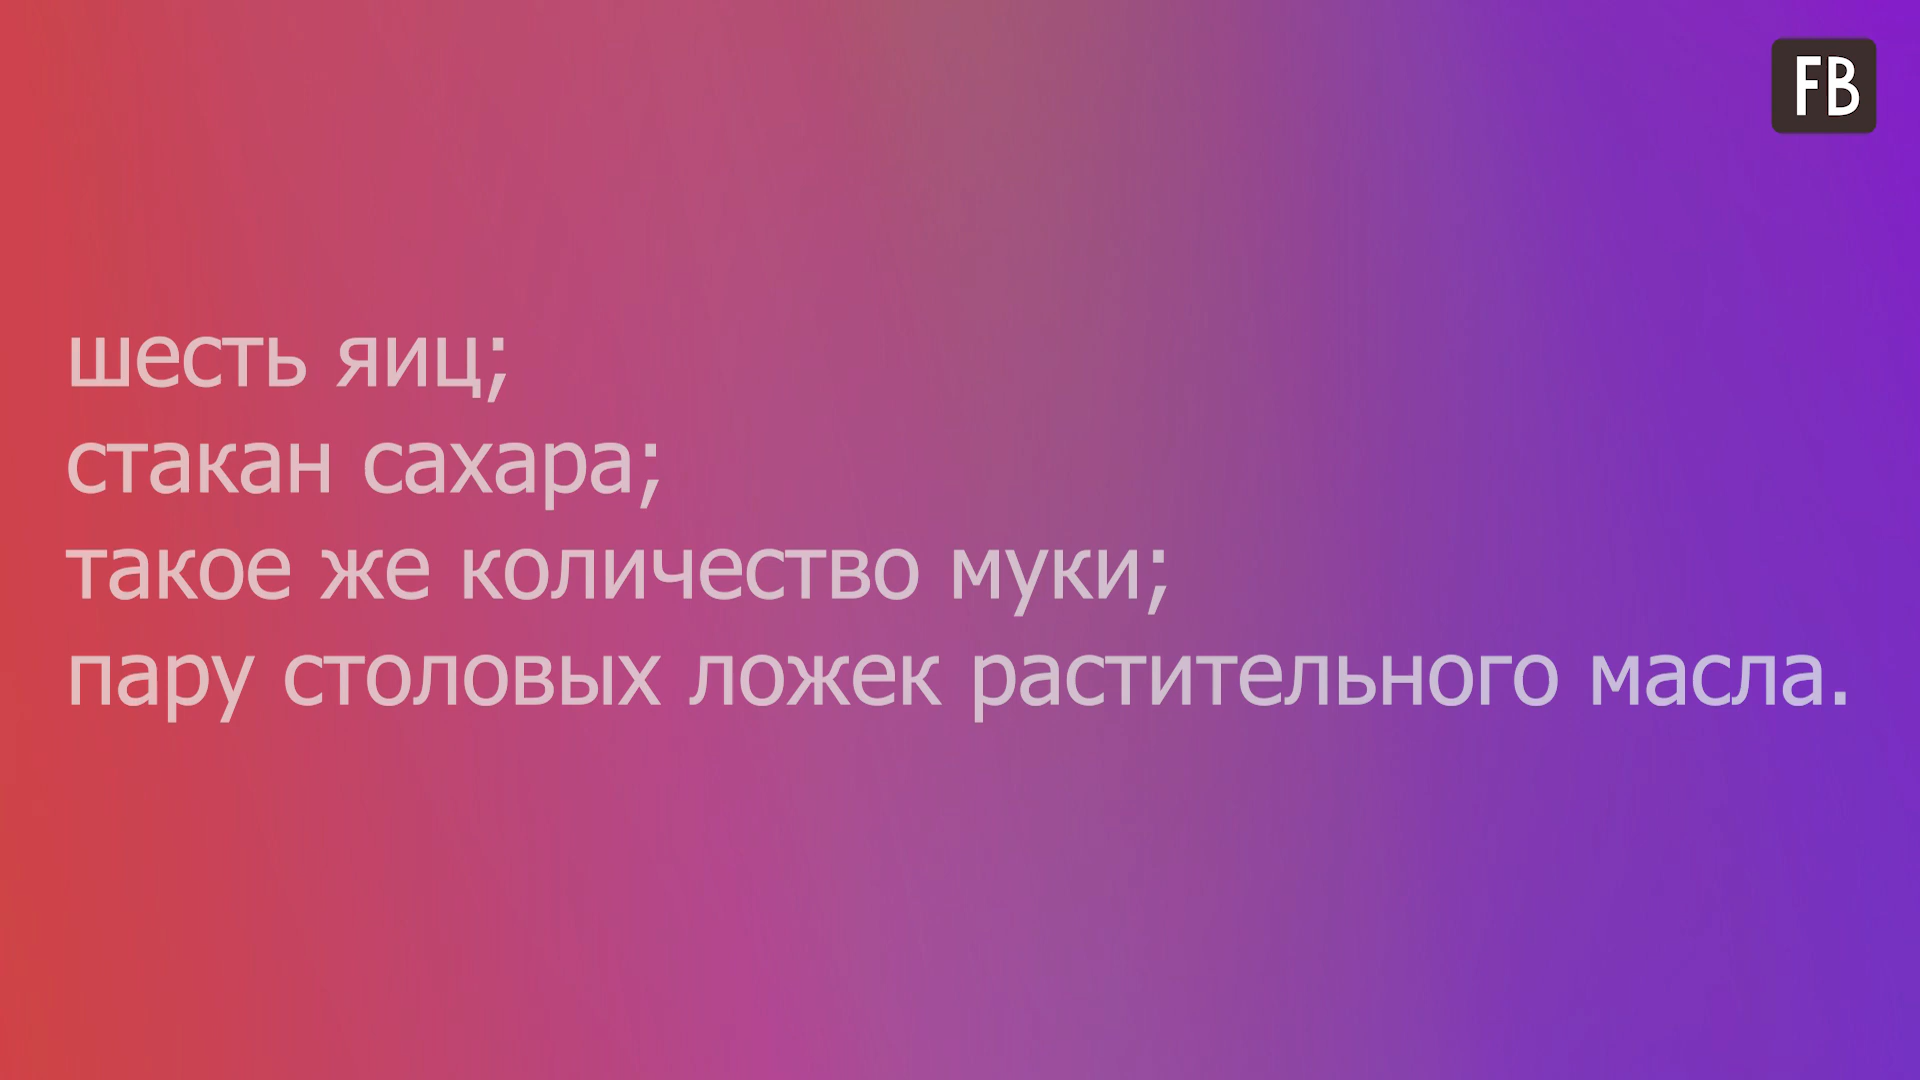 FB
шесть яиц;
стакан сахара;
такое же количество муки;
пару столовых ложек растительного масла.